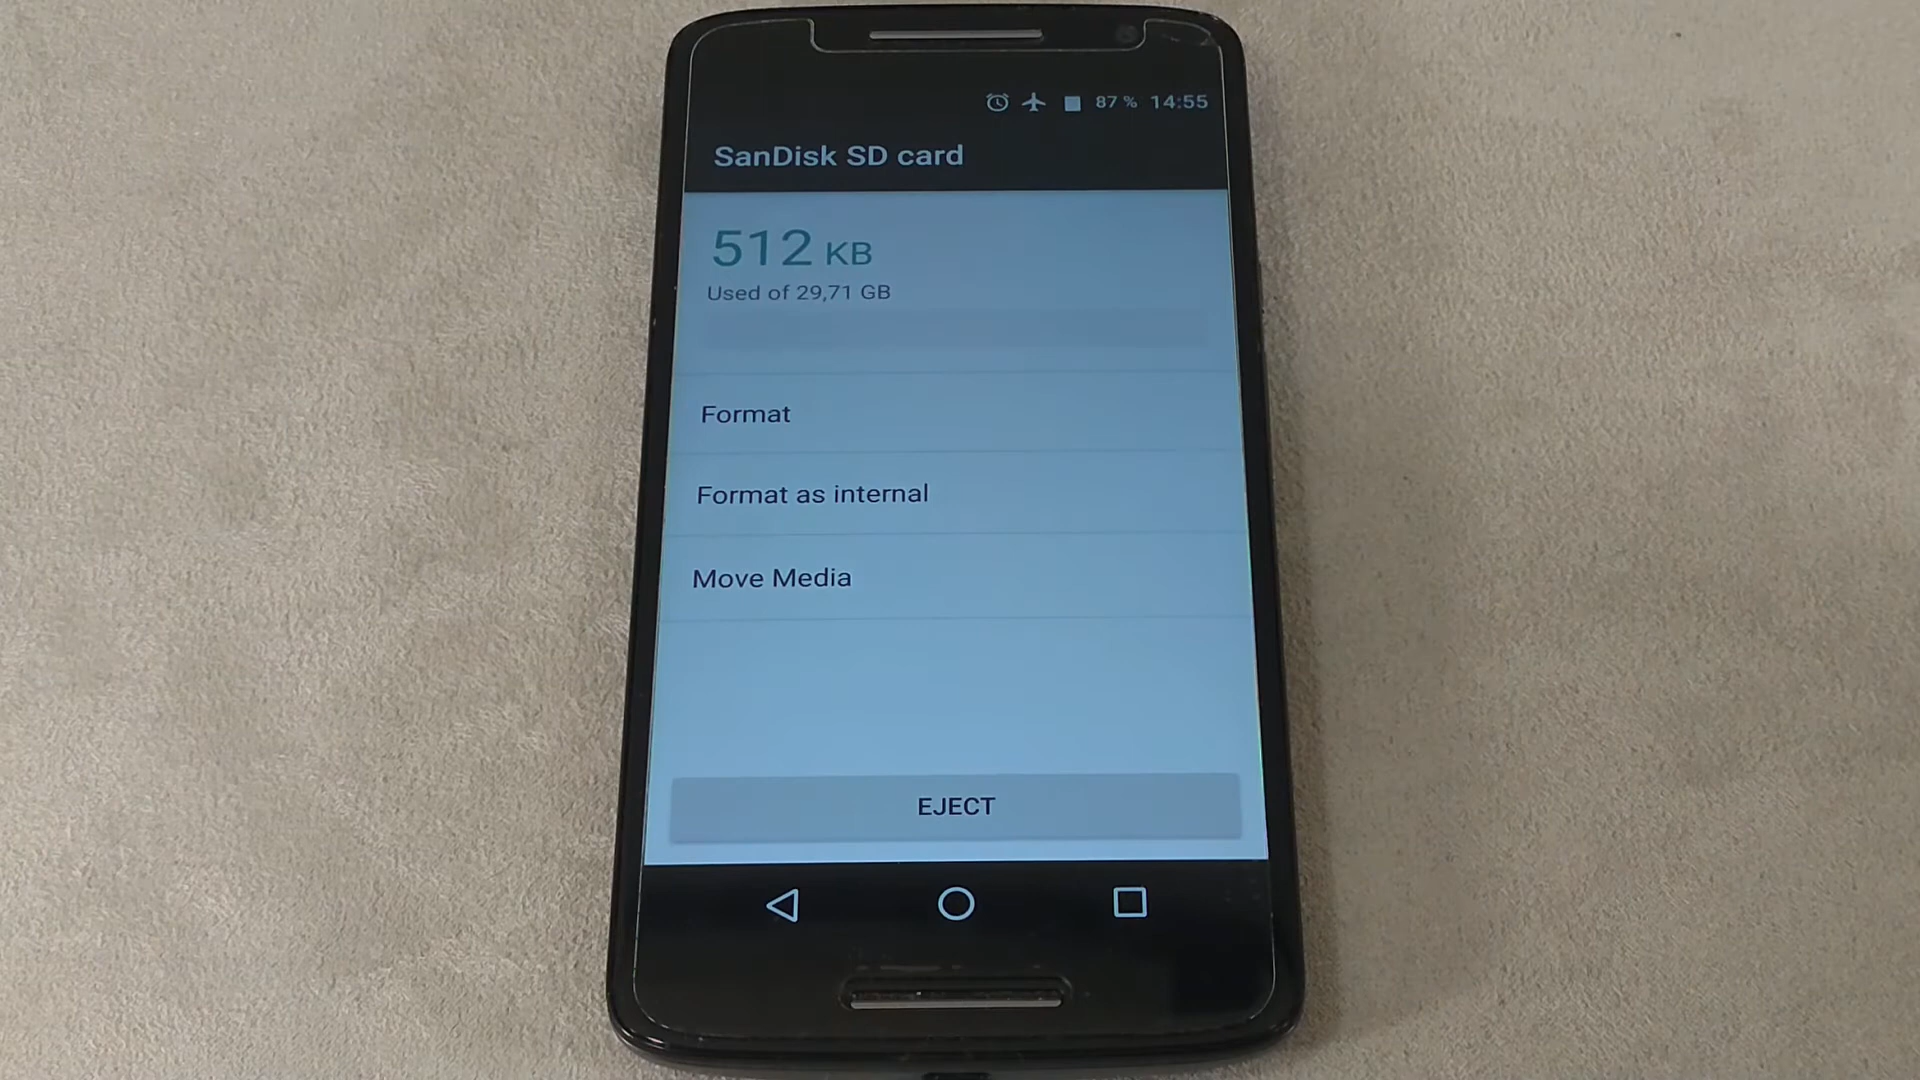 87 % 14:55
SanDisk SD card
512 KB
Used of 29,71 GB
Format
Format as internal
Move Media
EJECT